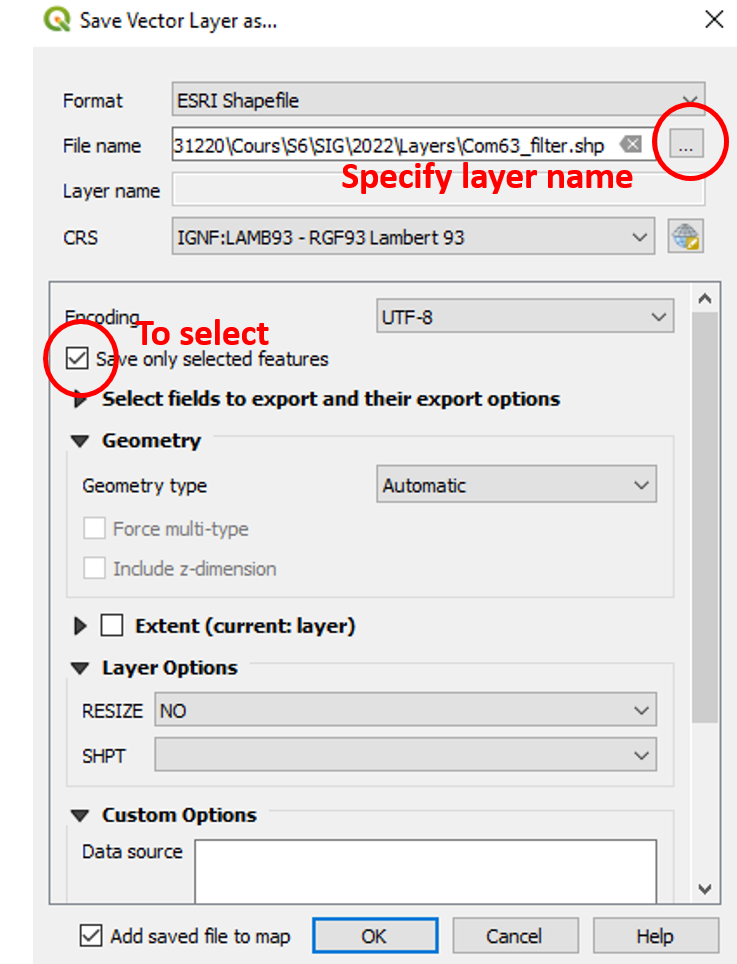 Save Vector Layer as...
Format ESRI Shapefile
File name 31220\Cours\S6\SIG\2022\Layers\Com63_filter.shp ...
Specify layer name
Layer name
CRS IGNF:LAMB93 - RGF93 Lambert 93
Encoding UTF-8
To select
Save only selected features
Select fields to export and their export options
Geometry
Geometry type Automatic
Force multi-type
Include z-dimension
Extent (current: layer)
Layer Options
RESIZE NO
SHPT
Custom Options
Data source
Add saved file to map OK Cancel Help